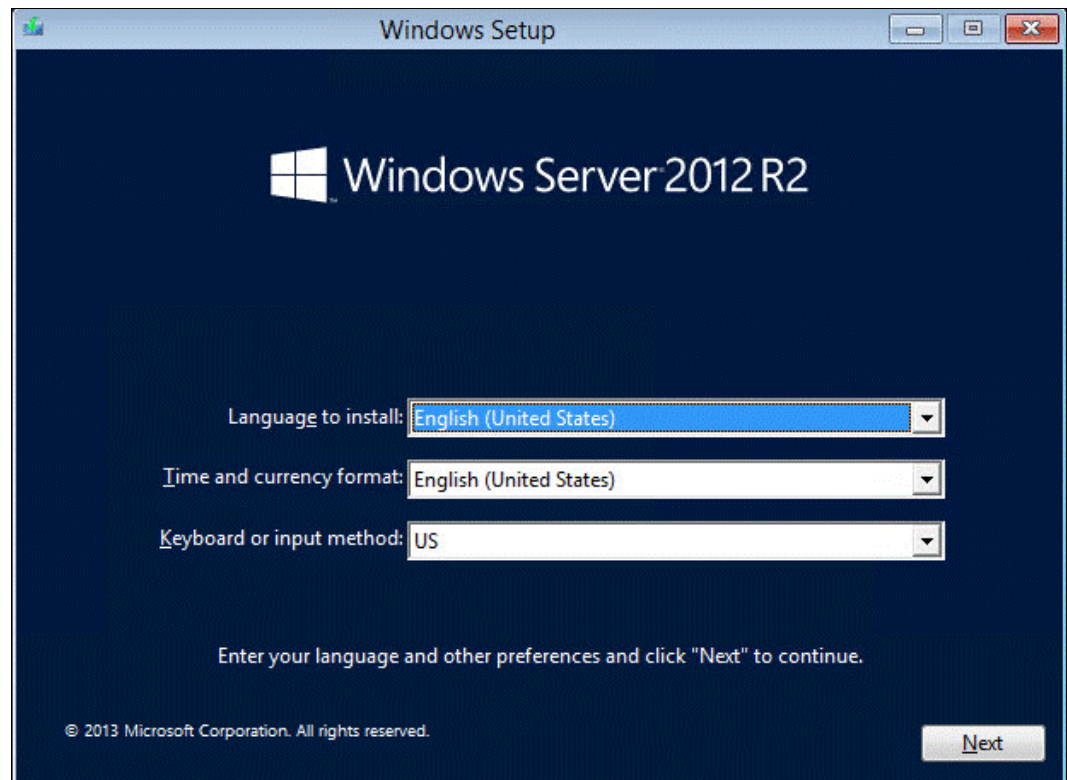 Windows Setup
Windows Server 2012 R2
Language to install: English (United States)
Time and currency format: English (United States)
Keyboard or input method: US
Enter your language and other preferences and click "Next" to continue.
© 2013 Microsoft Corporation. All rights reserved.
Next